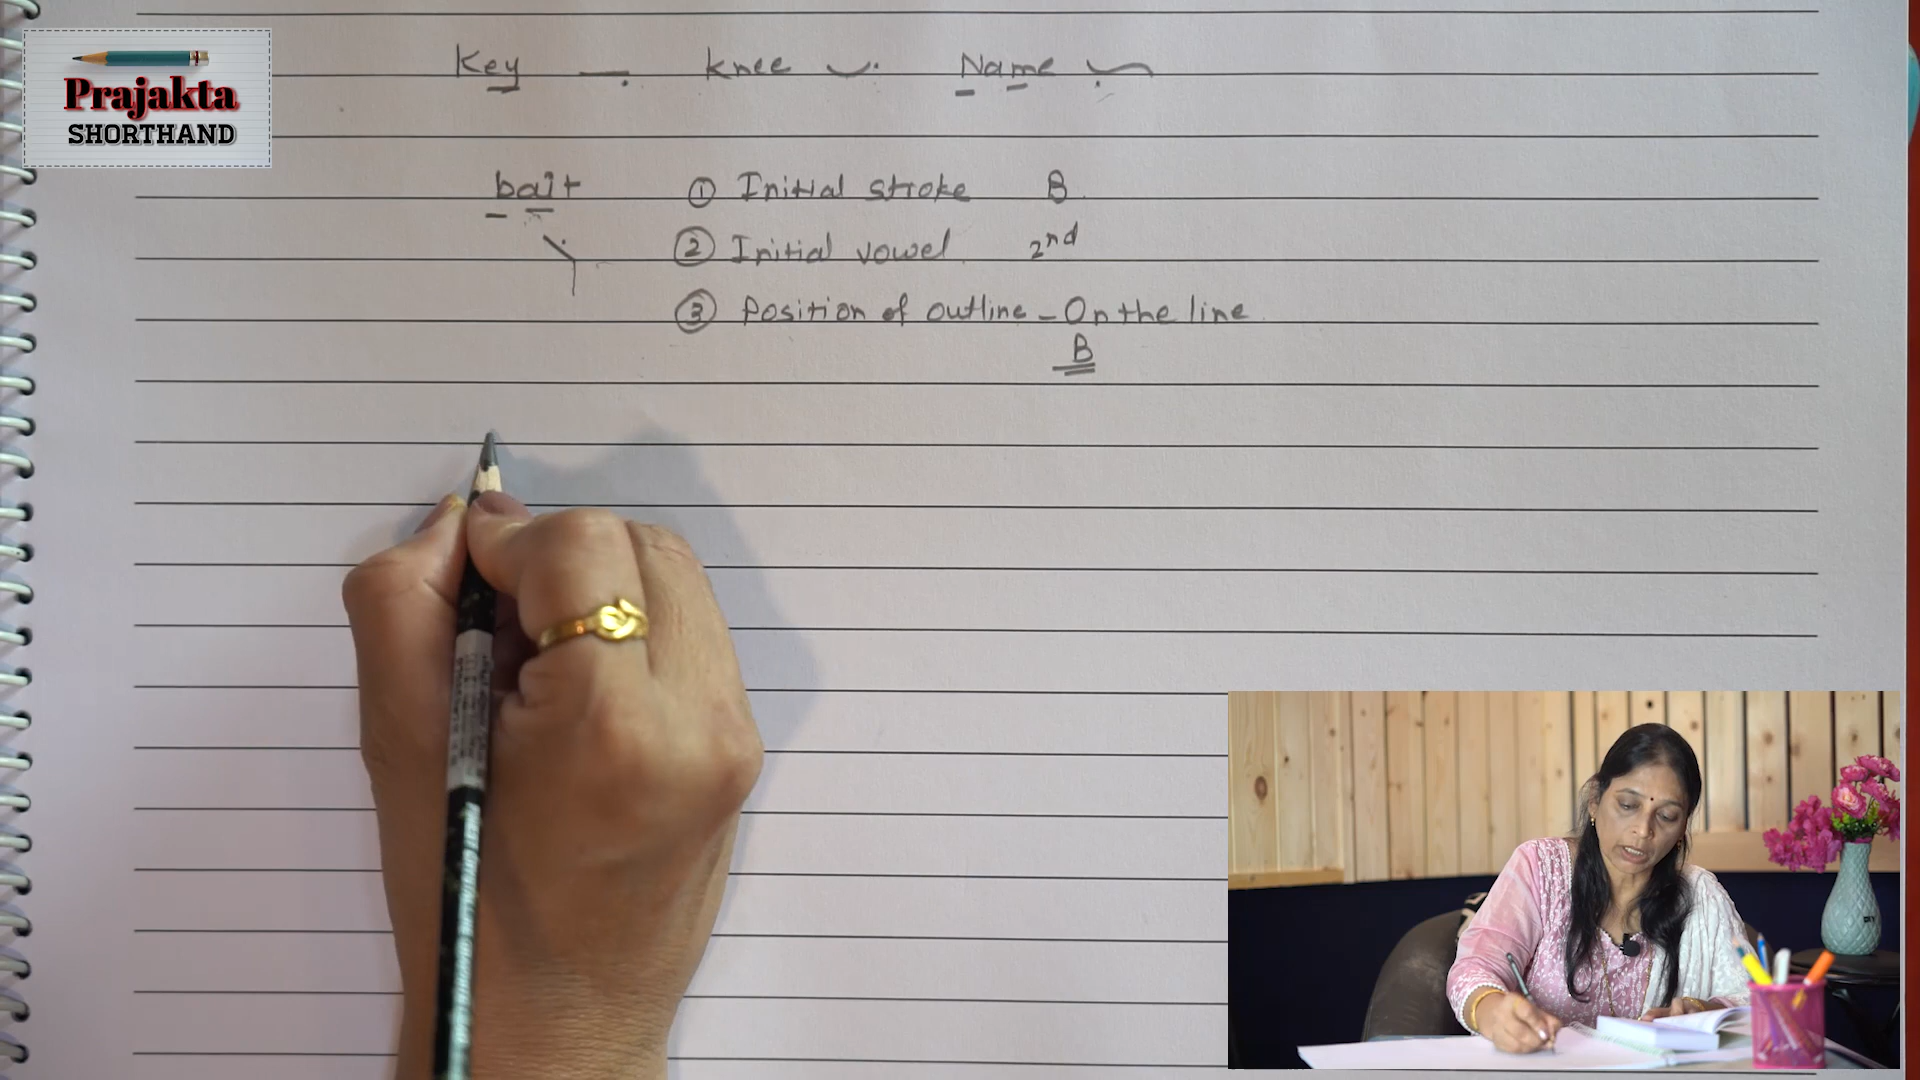 Prajakta
SHORTHAND
Key knee Name
bait ① Initial stroke B
② Initial vowel 2nd
③ Position of outline - On the line
B